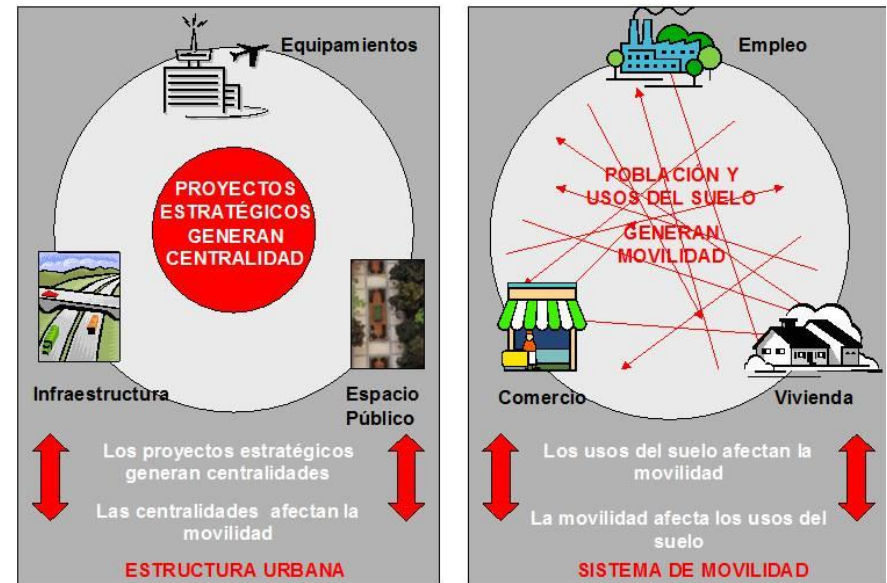 Equipamientos
PROYECTOS
ESTRATÉGICOS
GENERAN
CENTRALIDAD
Infraestructura
Espacio
Público
Los proyectos estratégicos
generan centralidades
Las centralidades afectan la
movilidad
ESTRUCTURA URBANA
Empleo
POBLACIÓN Y
USOS DEL SUELO
GENERAN
MOVILIDAD
Comercio
Vivienda
Los usos del suelo afectan la
movilidad
La movilidad afecta los usos del
suelo
SISTEMA DE MOVILIDAD